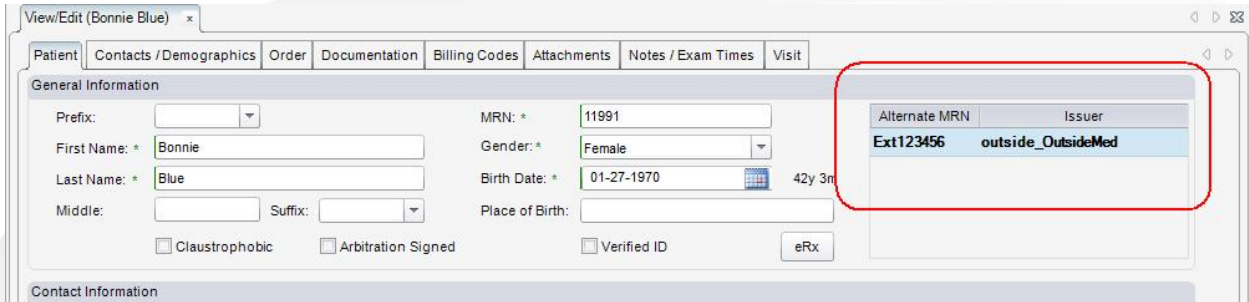 View/Edit (Bonnie Blue) x
Patient Contacts / Demographics Order Documentation Billing Codes Attachments Notes / Exam Times Visit
General Information
Prefix: MRN: * 11991 Alternate MRN Issuer
First Name: * Bonnie Gender: * Female Ext123456 outside_OutsideMed
Last Name: * Blue Birth Date: * 01-27-1970 42y 3m
Middle: Suffix: Place of Birth:
Claustrophobic Arbitration Signed Verified ID eRx
Contact Information